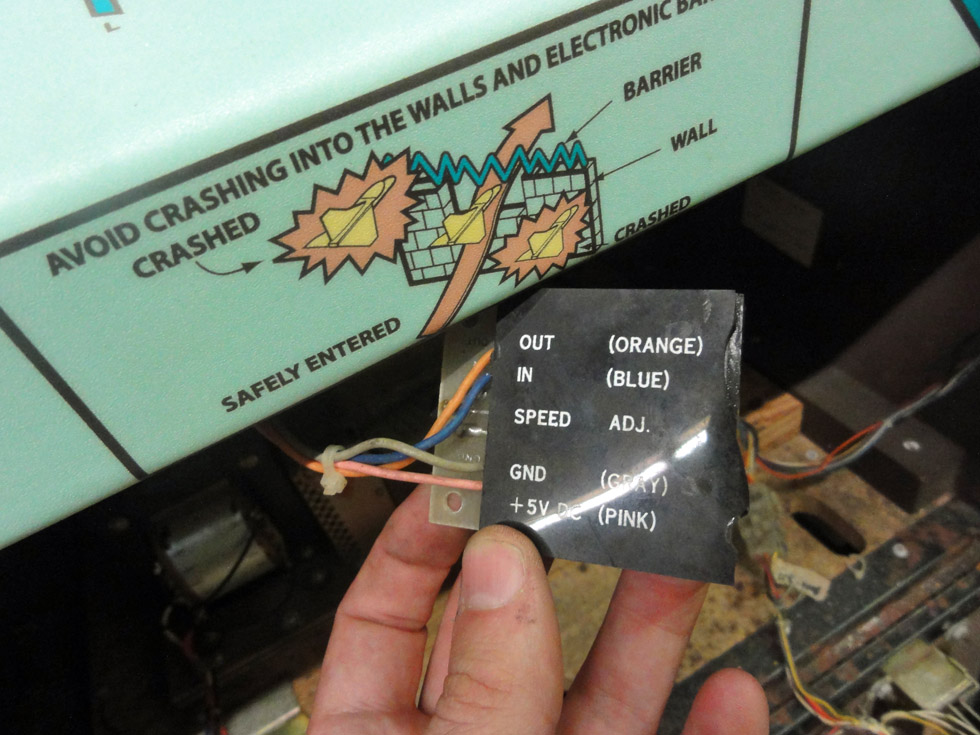 AVOID CRASHING INTO THE WALLS AND ELECTRONIC
BARRIER
WALL
CRASHED
CRASHED
SAFELY ENTERED
OUT (ORANGE)
IN (BLUE)
SPEED ADJ.
GND (GRAY)
+5V DC (PINK)